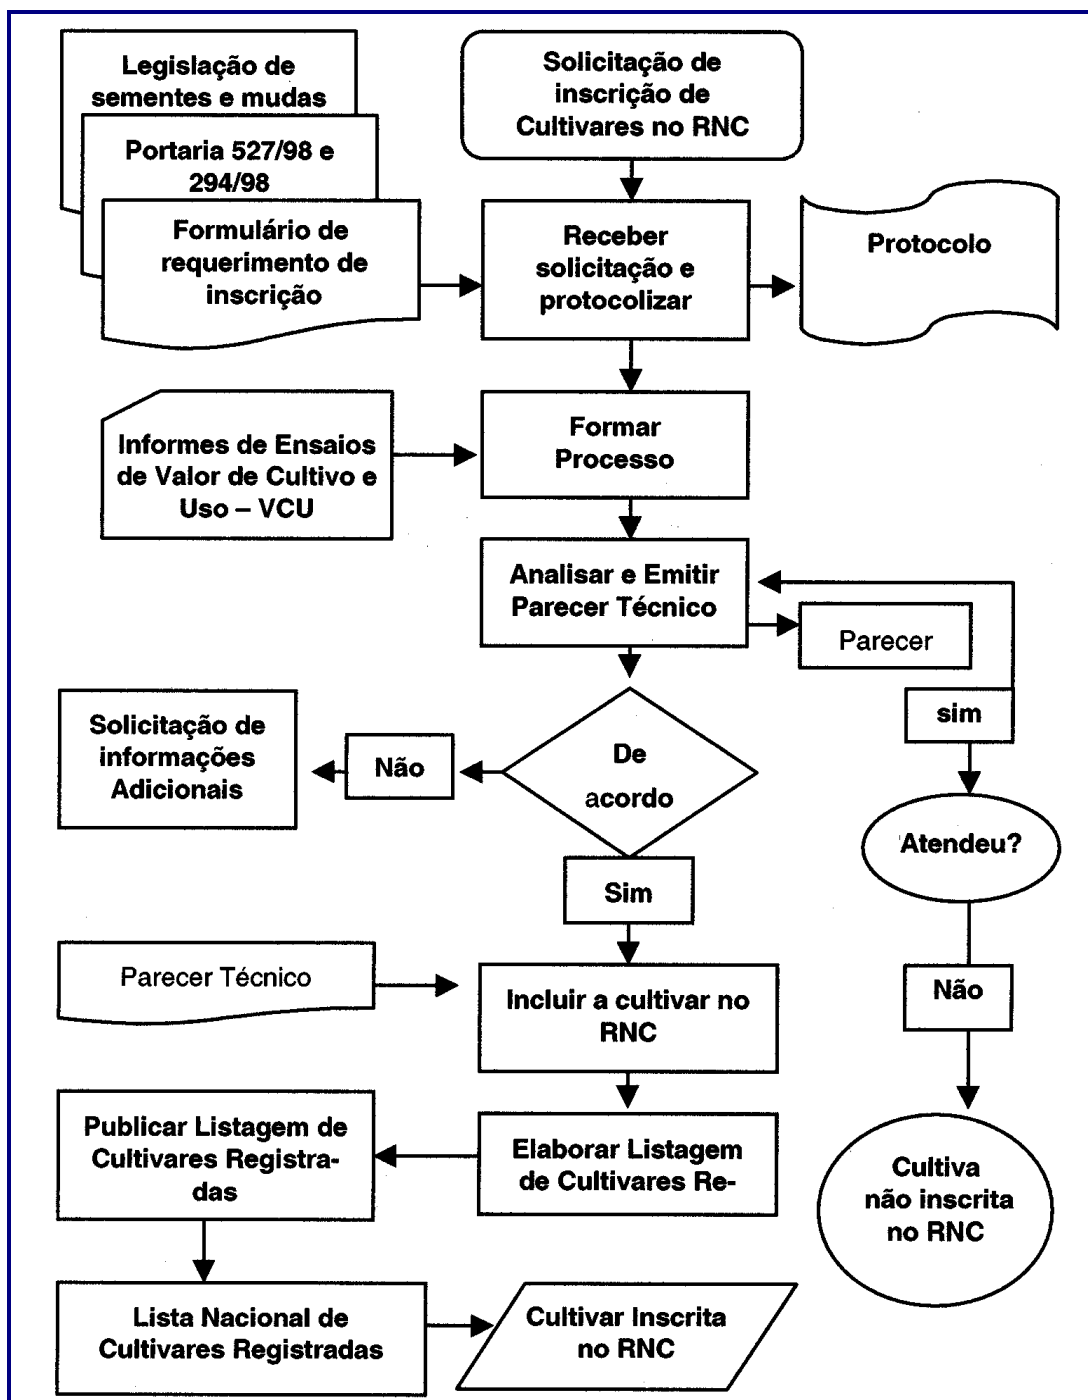 Legislação de
sementes e mudas
Portaria 527/98 e
294/98
Formulário de
requerimento de
inscrição
Solicitação de
inscrição de
Cultivares no RNC
Receber
solicitação e
protocolizar
Protocolo
Informes de Ensaios
de Valor de Cultivo e
Uso – VCU
Formar
Processo
Analisar e Emitir
Parecer Técnico
Parecer
Solicitação de
informações
Adicionais
Não
De
acordo
sim
Atendeu?
Sim
Parecer Técnico
Incluir a cultivar no
RNC
Não
Publicar Listagem de
Cultivares Registra-
das
Elaborar Listagem
de Cultivares Re-
Cultiva
não inscrita
no RNC
Lista Nacional de
Cultivares Registradas
Cultivar Inscrita
no RNC